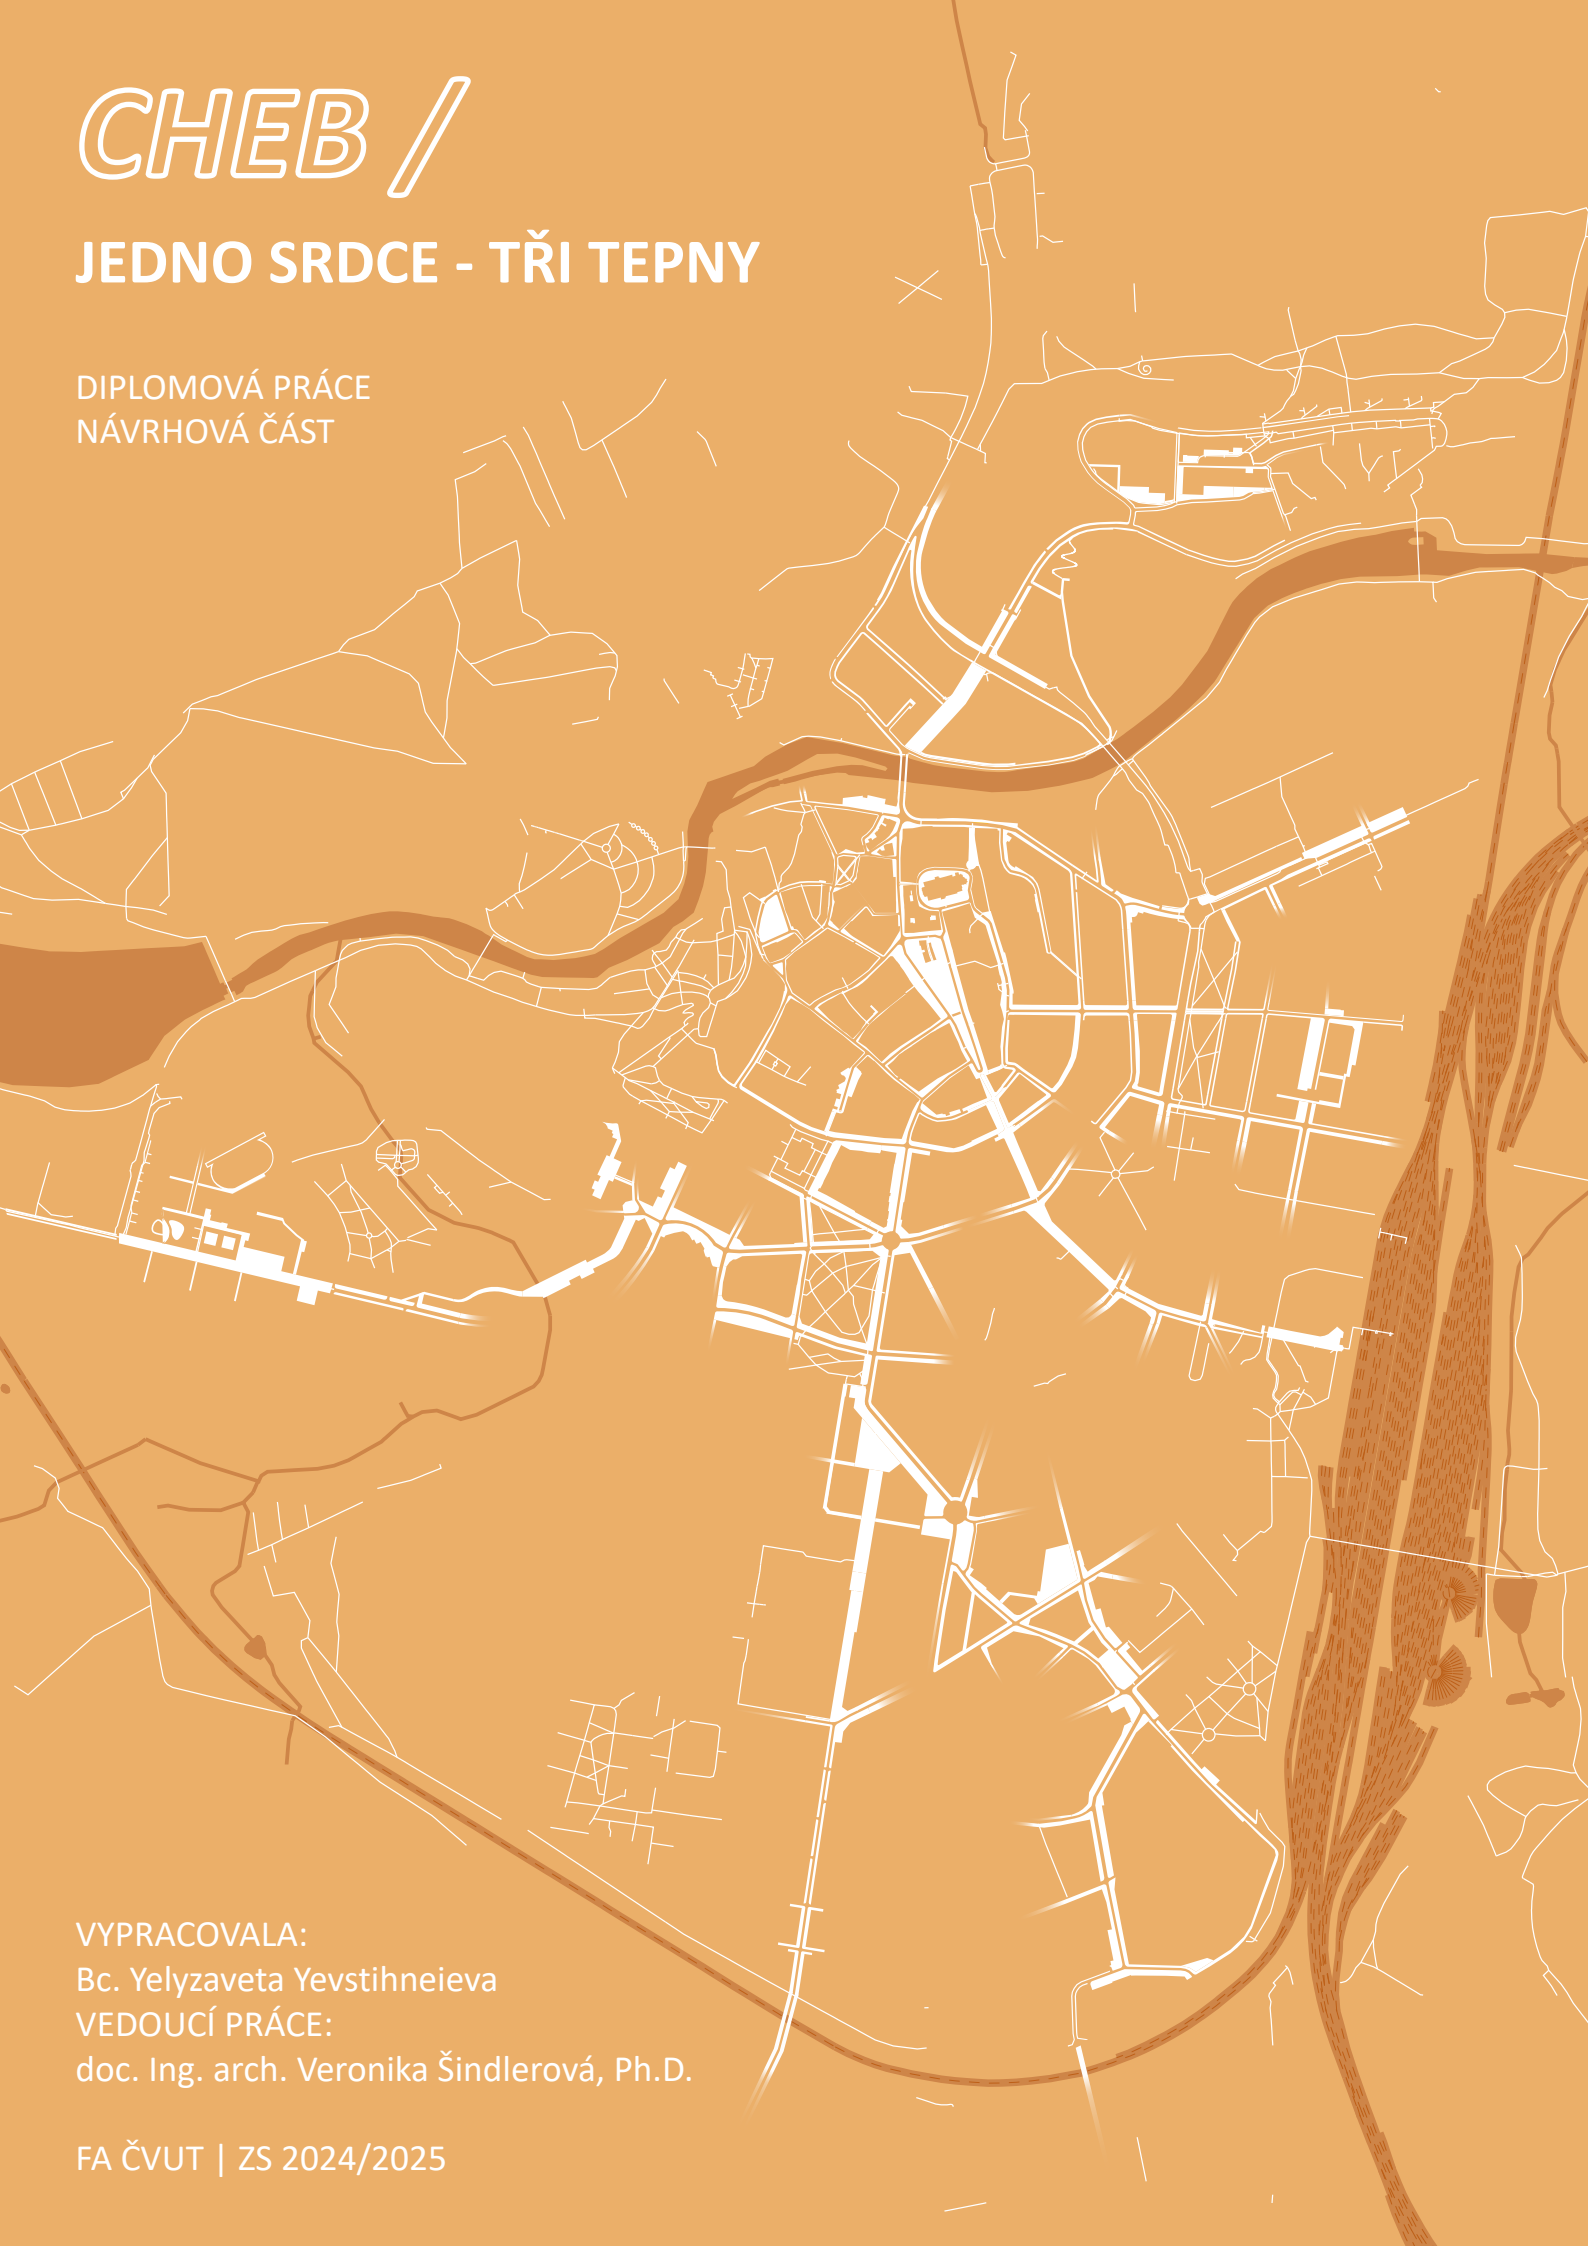 CHEB /
JEDNO SRDCE - TŘI TEPNY
DIPLOMOVÁ PRÁCE
NÁVRHOVÁ ČÁST
VYPRACOVALA:
Bc. Yelyzaveta Yevstihneieva
VEDOUCÍ PRÁCE:
doc. Ing. arch. Veronika Šindlerová, Ph.D.
FA ČVUT | ZS 2024/2025